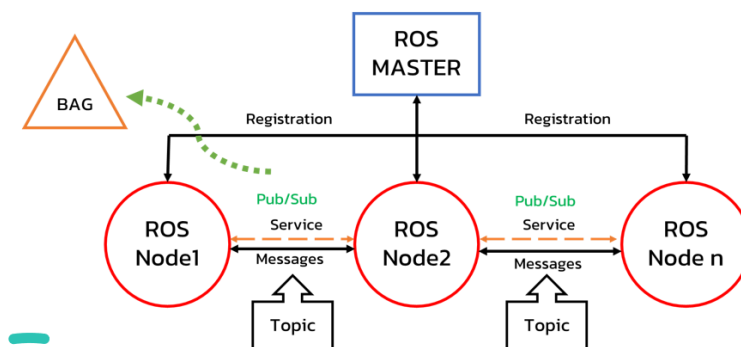 ROS
MASTER
BAG
Registration
Registration
Pub/Sub
Pub/Sub
ROS
Node1
Service
Messages
ROS
Node2
Service
Messages
ROS
Node n
Topic
Topic